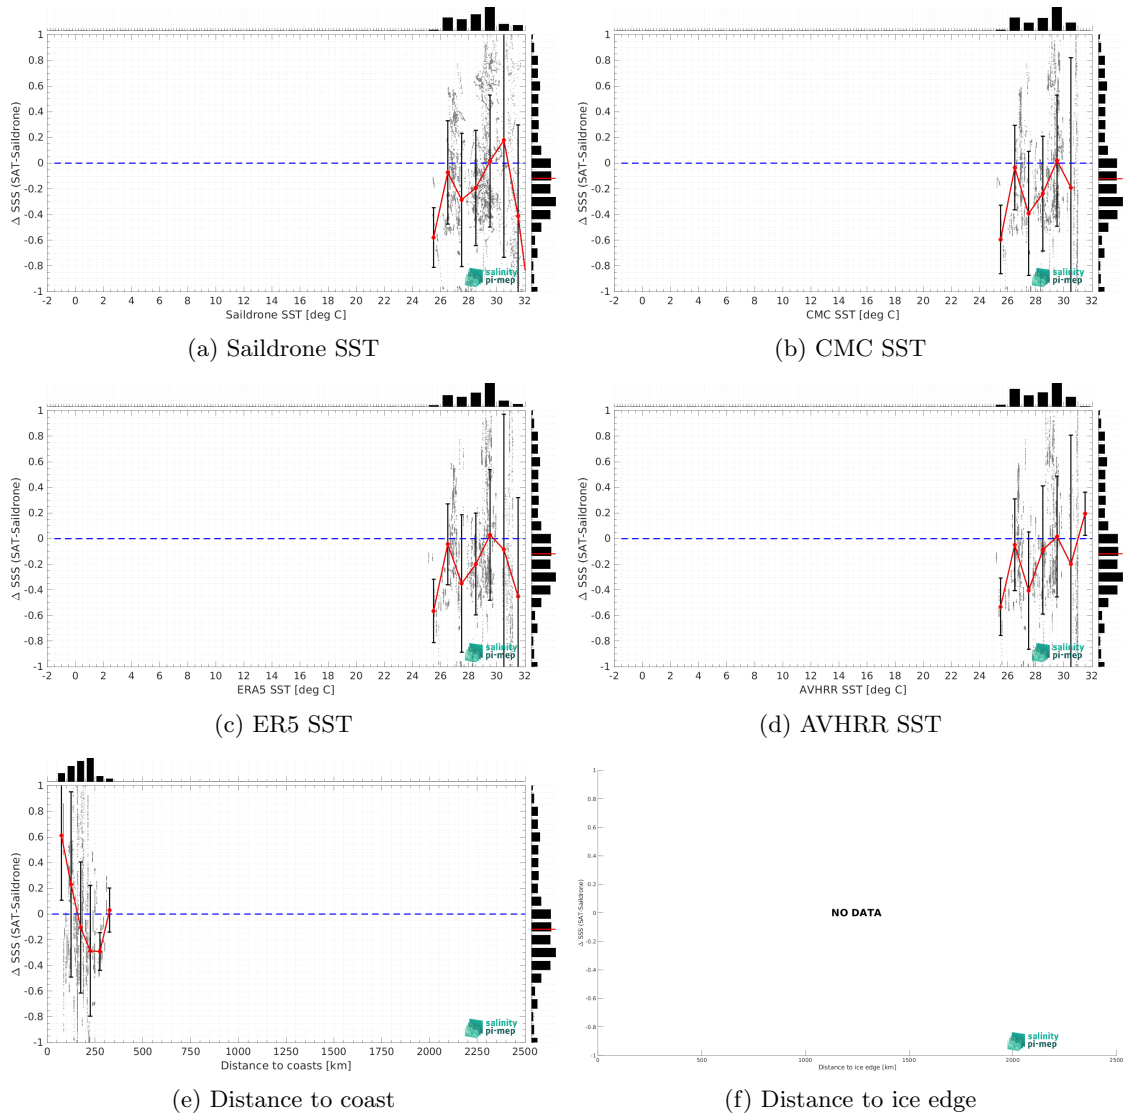 1
0.8
0.6
0.4
0.2
0
-0.2
-0.4
-0.6
-0.8
-1
Δ SSS (SAT-Saildrone)
salinity
pi-mep
-2 0 2 4 6 8 10 12 14 16 18 20 22 24 26 28 30 32
Saildrone SST [deg C]
(a) Saildrone SST
1
0.8
0.6
0.4
0.2
0
-0.2
-0.4
-0.6
-0.8
-1
Δ SSS (SAT-Saildrone)
salinity
pi-mep
-2 0 2 4 6 8 10 12 14 16 18 20 22 24 26 28 30 32
CMC SST [deg C]
(b) CMC SST
1
0.8
0.6
0.4
0.2
0
-0.2
-0.4
-0.6
-0.8
-1
Δ SSS (SAT-Saildrone)
salinity
pi-mep
-2 0 2 4 6 8 10 12 14 16 18 20 22 24 26 28 30 32
ERA5 SST [deg C]
(c) ER5 SST
1
0.8
0.6
0.4
0.2
0
-0.2
-0.4
-0.6
-0.8
-1
Δ SSS (SAT-Saildrone)
salinity
pi-mep
-2 0 2 4 6 8 10 12 14 16 18 20 22 24 26 28 30 32
AVHRR SST [deg C]
(d) AVHRR SST
1
0.8
0.6
0.4
0.2
0
-0.2
-0.4
-0.6
-0.8
-1
Δ SSS (SAT-Saildrone)
salinity
pi-mep
0 250 500 750 1000 1250 1500 1750 2000 2250 2500
Distance to coasts [km]
(e) Distance to coast
1
0.8
0.6
0.4
0.2
0
-0.2
-0.4
-0.6
-0.8
-1
Δ SSS (SAT-Saildrone)
NO DATA
salinity
pi-mep
0 500 1000 1500 2000 2500
Distance to ice edge [km]
(f) Distance to ice edge